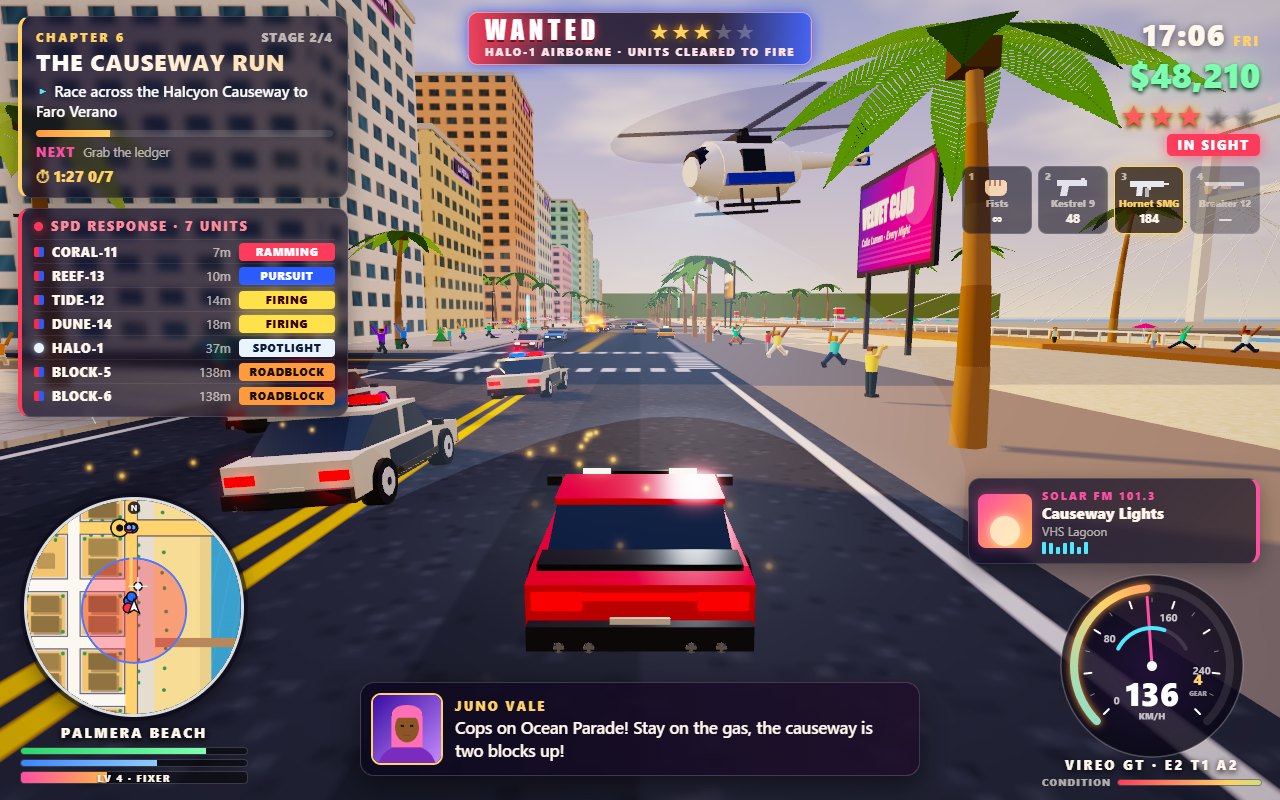 CHAPTER 6
STAGE 2/4
THE CAUSEWAY RUN
Race across the Halcyon Causeway to
Faro Verano
NEXT Grab the ledger
1:27 0/7
SPD RESPONSE · 7 UNITS
CORAL-11 7m RAMMING
REEF-13 10m PURSUIT
TIDE-12 14m FIRING
DUNE-14 18m FIRING
HALO-1 37m SPOTLIGHT
BLOCK-5 138m ROADBLOCK
BLOCK-6 138m ROADBLOCK
WANTED
HALO-1 AIRBORNE · UNITS CLEARED TO FIRE
17:06 FRI
$48,210
IN SIGHT
1 Fists ∞
2 Kestrel 9 48
3 Hornet SMG 184
4 Breaker 12 —
VELVET CLUB
Calle Lumen · Every Night
SOLAR FM 101.3
Causeway Lights
VHS Lagoon
N
PALMERA BEACH
LV 4 · FIXER
JUNO VALE
Cops on Ocean Parade! Stay on the gas, the causeway is
two blocks up!
0
80
160
240
4
GEAR
136
KM/H
VIREO GT · E2 T1 A2
CONDITION